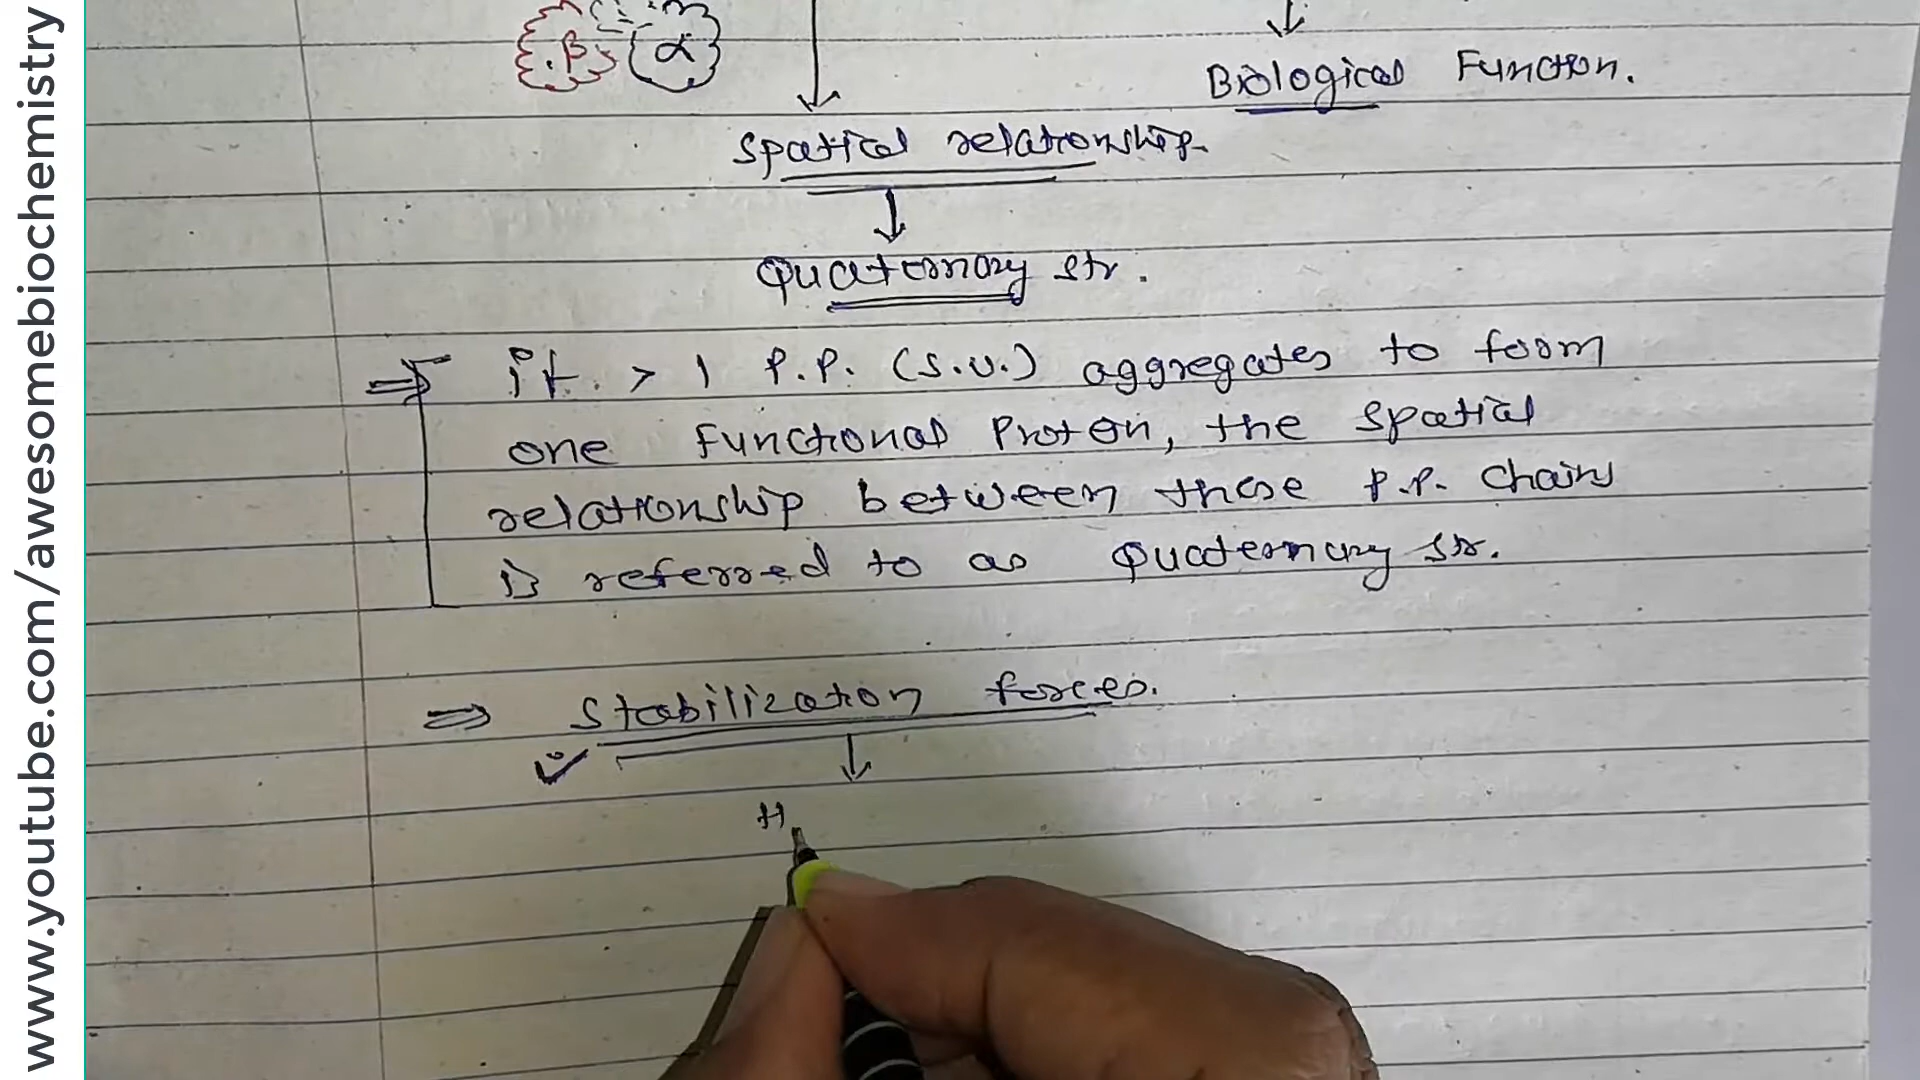 www.youtube.com/awesomebiochemistry
β α
Biological Function.
Spatial relationship.
Quaternary str.
⇒ if > 1 P.P. (S.U.) aggregates to form
one Functional Protein, the spatial
relationship between these P.P. chains
is referred to as Quaternary str.
⇒ Stabilization forces.
H